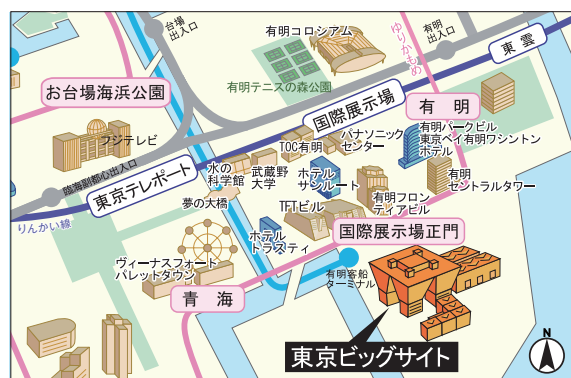 台場
出入口
有明コロシアム
ゆりかもめ
有明
出入口
東雲
有明テニスの森公園
お台場海浜公園
国際展示場
有明
フジテレビ
TOC有明
パナソニック
センター
有明パークビル
東京ベイ有明ワシントン
ホテル
水の
科学館
武蔵野
大学
ホテル
サンルート
有明
セントラルタワー
臨海副都心出入口
東京テレポート
夢の大橋
TFTビル
有明フロン
ティアビル
りんかい線
ホテル
トラスティ
国際展示場正門
ヴィーナスフォート
パレットタウン
有明客船
ターミナル
青海
東京ビッグサイト
N